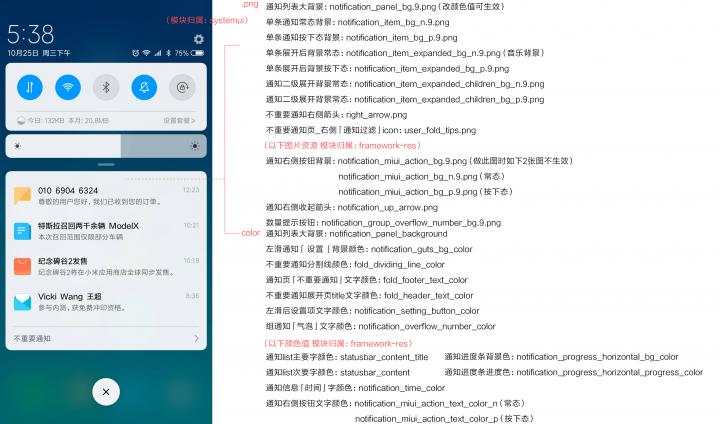 5:38
10月25日 周三下午
75%
今日: 132KB 本月: 20.8MB
设置套餐>
010 6904 6324
12:23
尊敬的用户您好, 我们已收到您的订单。
特斯拉召回两千余辆 ModelX
10:21
本次召回范围仅限部分车辆
纪念碑谷2发售
10:19
纪念碑谷2将在小米应用商店全球同步发售。
Vicki Wang 王超
8:36
参与内测, 获免费冲印资格。
不重要通知
(模块归属: systemui)
.png
通知列表大背景: notification_panel_bg.9.png (改颜色值可生效)
单条通知常态背景: notification_item_bg_n.9.png
单条通知按下态背景: notification_item_bg_p.9.png
单条展开后背景常态: notification_item_expanded_bg_n.9.png (音乐背景)
单条展开后背景按下态: notification_item_expanded_bg_p.9.png
通知二级展开背景常态: notification_item_expanded_children_bg_n.9.png
通知二级展开背景常态: notification_item_expanded_children_bg_p.9.png
不重要通知右侧箭头: right_arrow.png
不重要通知页_右侧「通知过滤」icon: user_fold_tips.png
(以下图片资源 模块归属: framework-res)
通知右侧按钮背景: notification_miui_action_bg.9.png (做此图时如下2张图不生效)
notification_miui_action_bg_n.9.png (常态)
notification_miui_action_bg_p.9.png (按下态)
通知右侧收起箭头: notification_up_arrow.png
数量提示按钮: notification_group_overflow_number_bg.9.png
color
通知列表大背景: notification_panel_background
左滑通知「 设置 」背景颜色: notification_guts_bg_color
不重要通知分割线颜色: fold_dividing_line_color
通知页「不重要通知」文字颜色: fold_footer_text_color
不重要通知展开页title文字颜色: fold_header_text_color
左滑后设置项文字颜色: notification_setting_button_color
组通知「气泡」文字颜色: notification_overflow_number_color
(以下颜色值 模块归属: framework-res)
通知list主要字颜色: statusbar_content_title 通知进度条背景色: notification_progress_horizontal_bg_color
通知list次要字颜色: statusbar_content 通知进度条进度色: notification_progress_horizontal_progress_color
通知信息「时间」字颜色: notification_time_color
通知右侧按钮文字颜色: notification_miui_action_text_color_n (常态)
notification_miui_action_text_color_p (按下态)